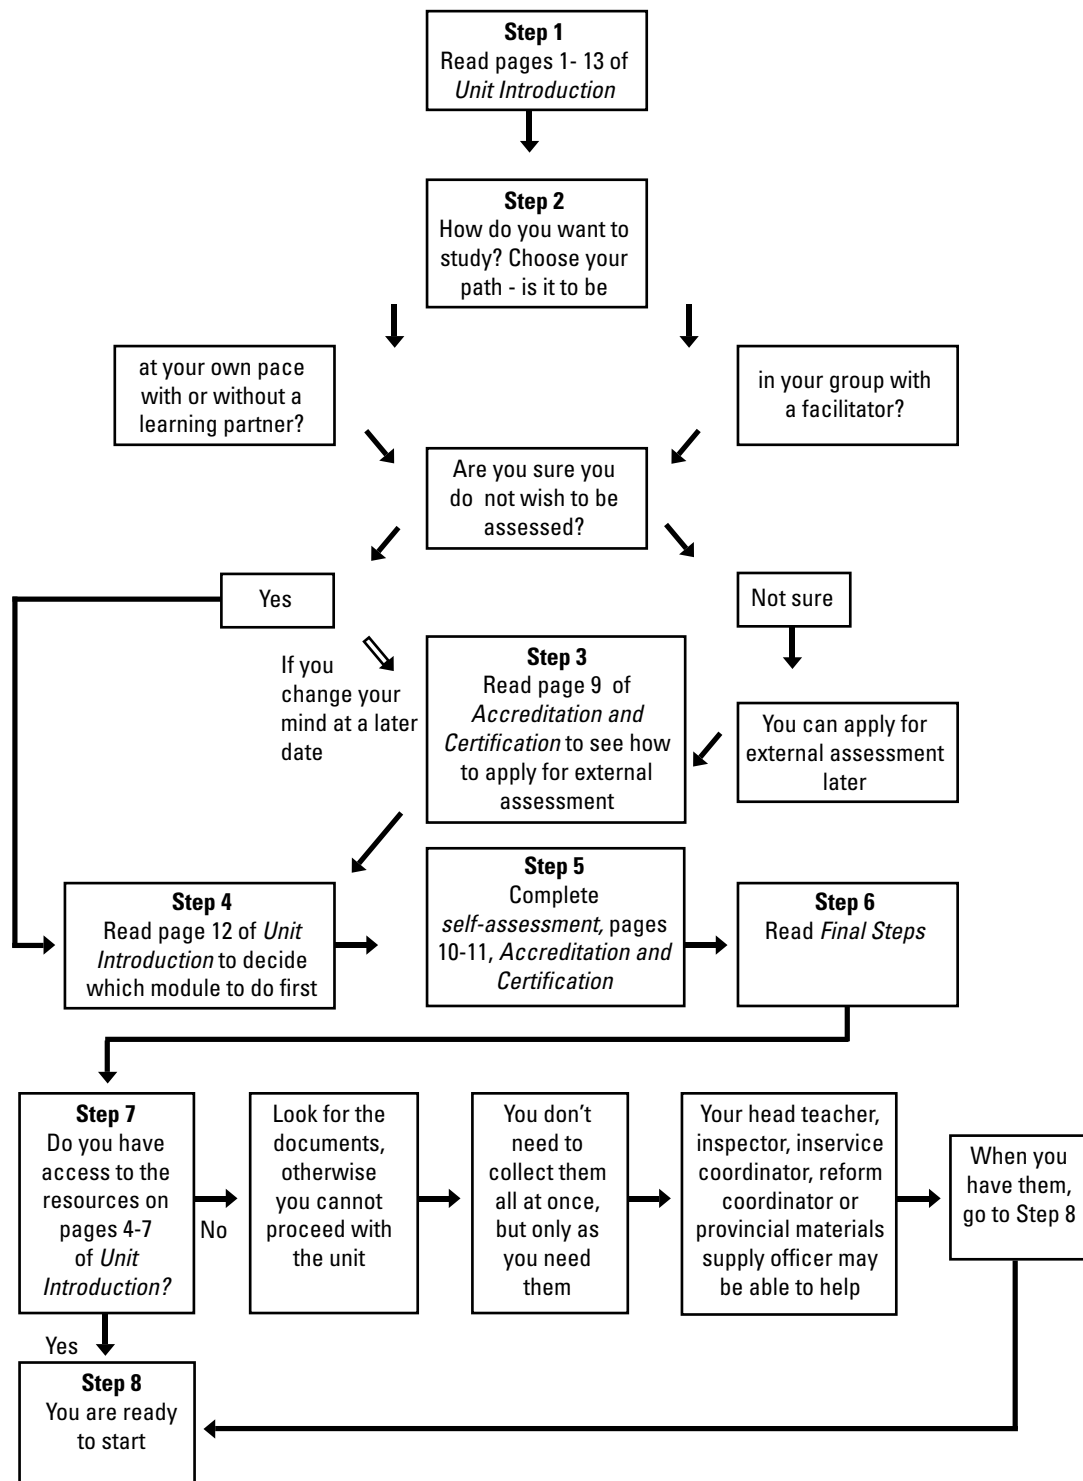 Step 1
Read pages 1- 13 of
Unit Introduction
Step 2
How do you want to
study? Choose your
path - is it to be
at your own pace
with or without a
learning partner?
in your group with
a facilitator?
Are you sure you
do  not wish to be
assessed?
Yes
Not sure
If you
change your
mind at a later
date
Step 3
Read page 9  of
Accreditation and
Certification to see how
to apply for external
assessment
You can apply for
external assessment
later
Step 4
Read page 12 of Unit
Introduction to decide
which module to do first
Step 5
Complete
self-assessment, pages
10-11, Accreditation and
Certification
Step 6
Read Final Steps
Step 7
Do you have
access to the
resources on
pages 4-7
of Unit
Introduction?
No
Look for the
documents,
otherwise
you cannot
proceed with
the unit
You don't
need to
collect them
all at once,
but only as
you need
them
Your head teacher,
inspector, inservice
coordinator, reform
coordinator or
provincial materials
supply officer may
be able to help
When you
have them,
go to Step 8
Yes
Step 8
You are ready
to start